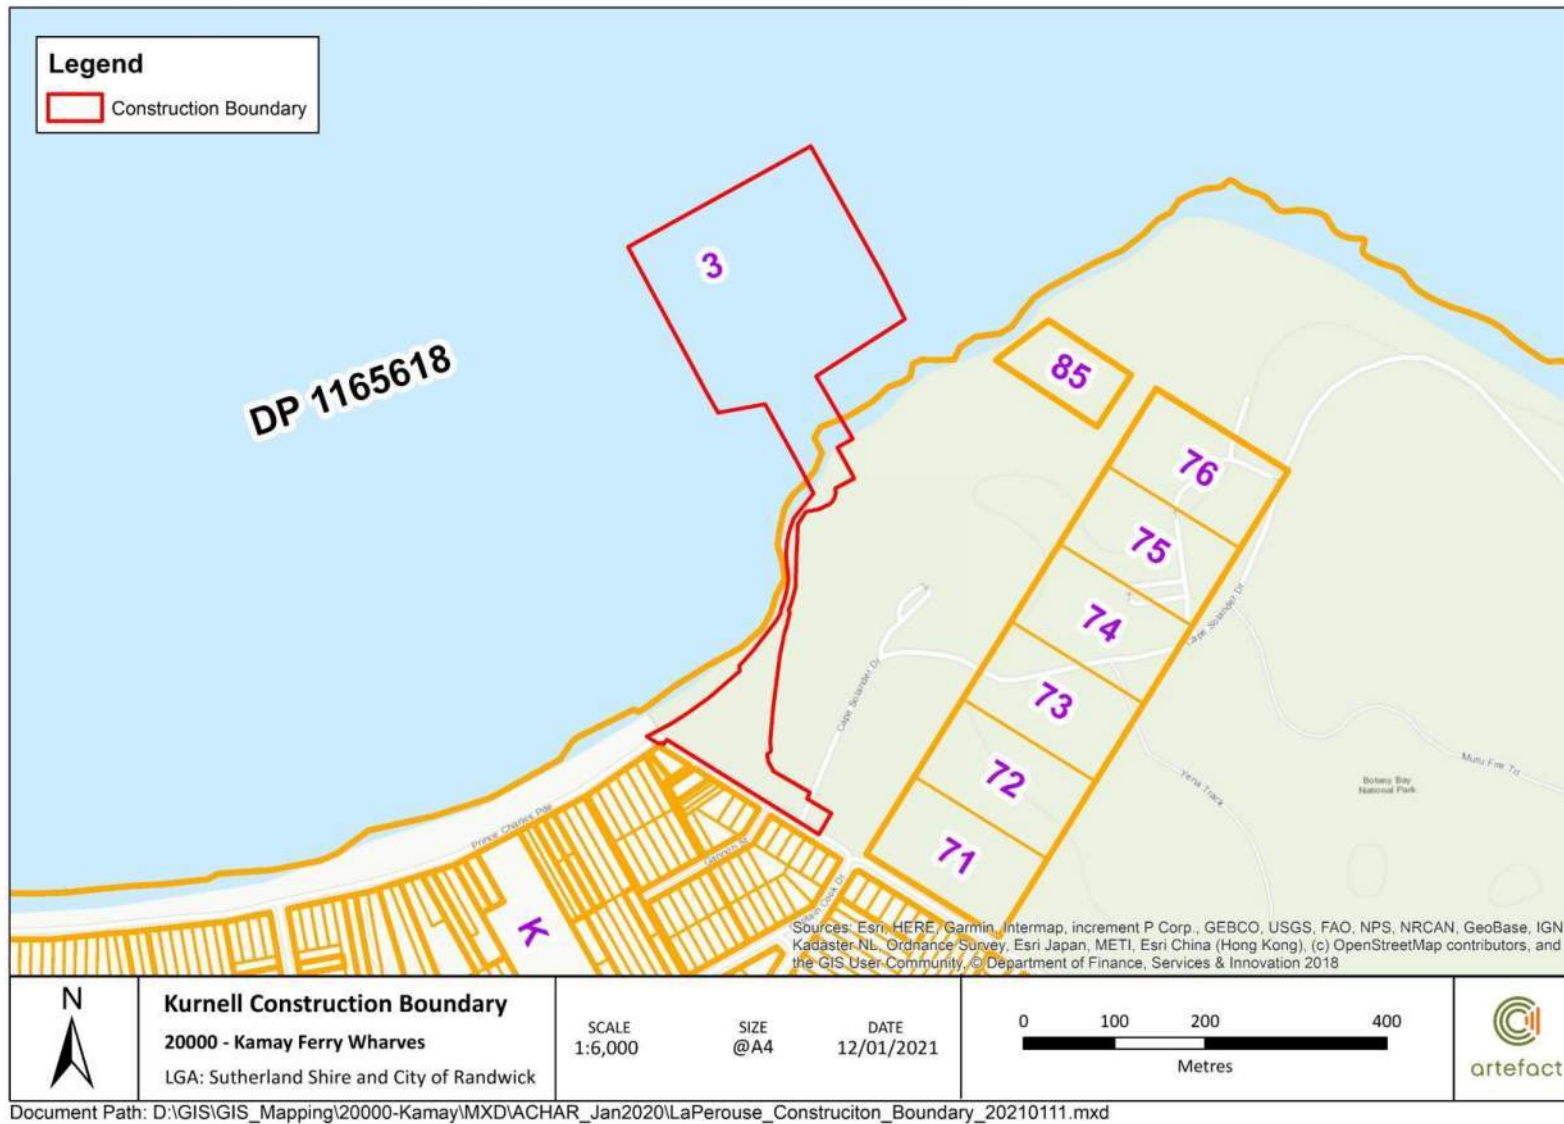 Legend
Construction Boundary
3
DP 1165618
85
76
75
74
73
72
71
K
Cape Solander Dr
Cape Solander Dr
Muru Fire Trl
Yena Track
Botany Bay
National Park
Prince Charles Pde
Captain Cook Dr
Sources: Esri, HERE, Garmin, Intermap, increment P Corp., GEBCO, USGS, FAO, NPS, NRCAN, GeoBase, IGN
Kadaster NL, Ordnance Survey, Esri Japan, METI, Esri China (Hong Kong), (c) OpenStreetMap contributors, and
the GIS User Community, © Department of Finance, Services & Innovation 2018
N
Kurnell Construction Boundary
20000 - Kamay Ferry Wharves
LGA: Sutherland Shire and City of Randwick
SCALE
1:6,000
SIZE
@A4
DATE
12/01/2021
0 100 200 400
Metres
artefact
Document Path: D:\GIS\GIS_Mapping\20000-Kamay\MXD\ACHAR_Jan2020\LaPerouse_Construciton_Boundary_20210111.mxd